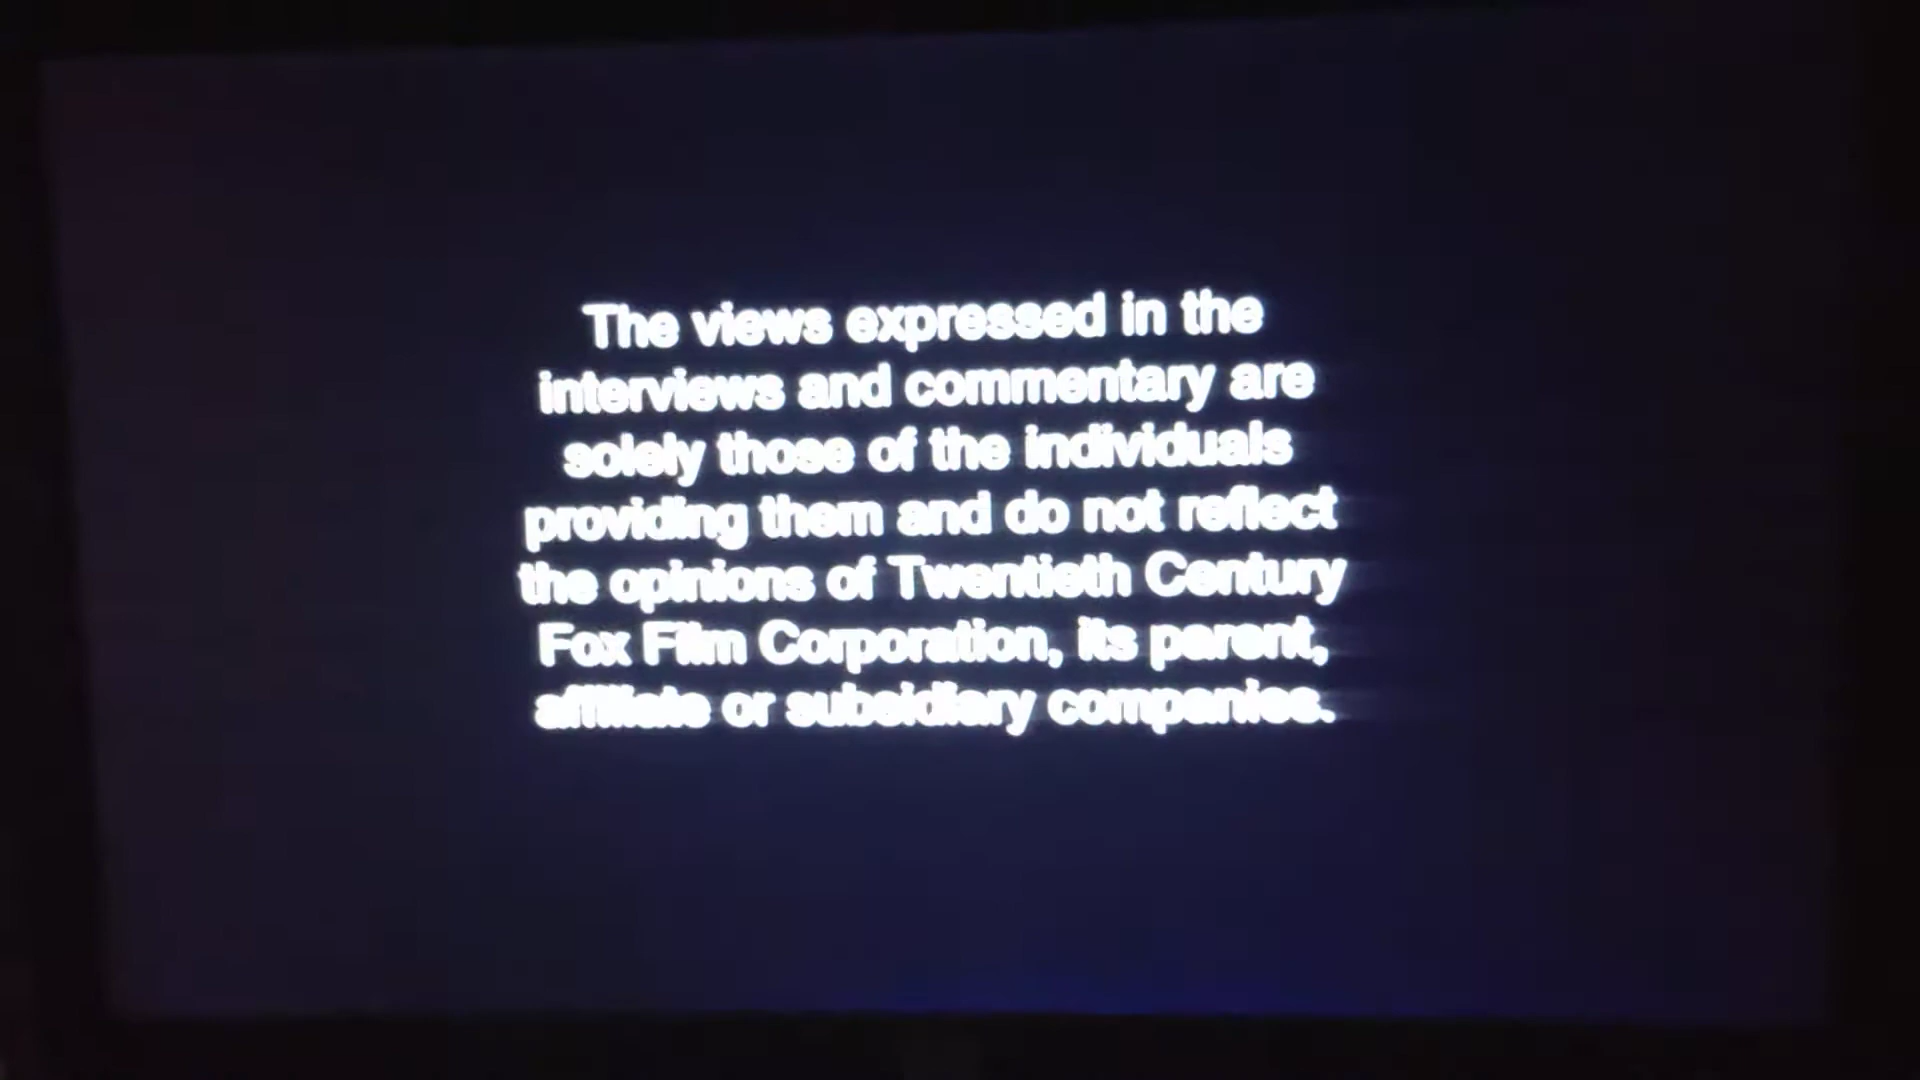 The views expressed in the
interviews and commentary are
solely those of the individuals
providing them and do not reflect
the opinions of Twentieth Century
Fox Film Corporation, its parent,
affiliate or subsidiary companies.